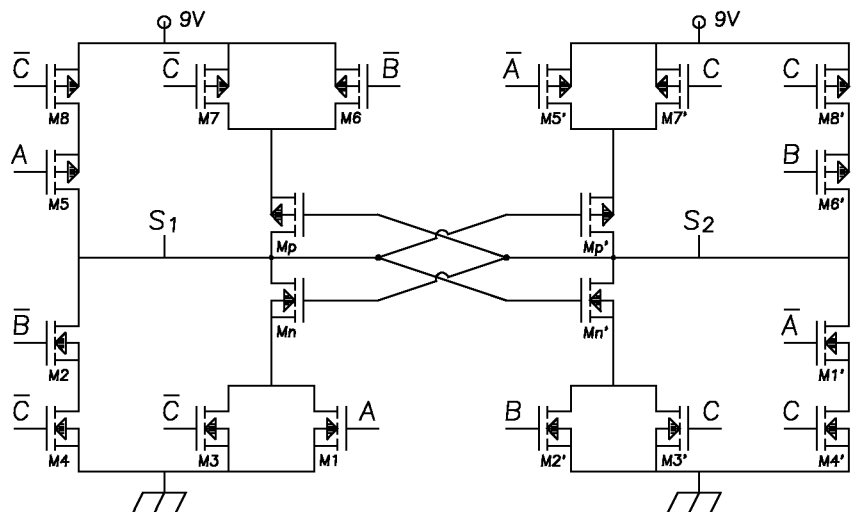 9V 9V
C̅ C̅ B̅ A̅ C C
M8 M7 M6 M5' M7' M8'
A B
M5 M6'
S1 S2
Mp Mp'
Mn Mn'
B̅ A̅
M2 M1'
C̅ C̅ A B C C
M4 M3 M1 M2' M3' M4'